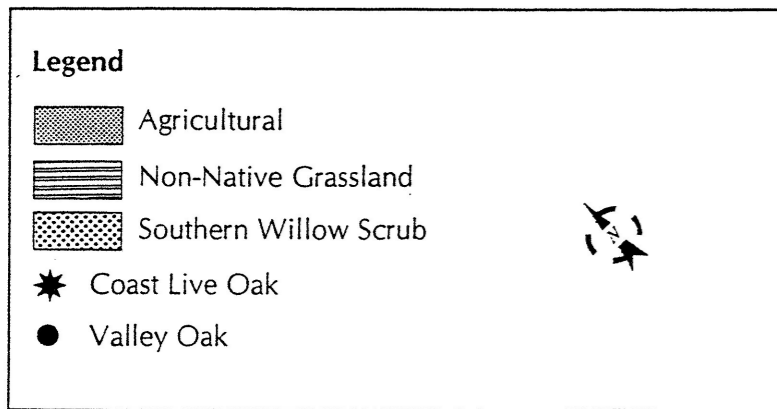 Legend
Agricultural
Non-Native Grassland
Southern Willow Scrub
Coast Live Oak
Valley Oak
N